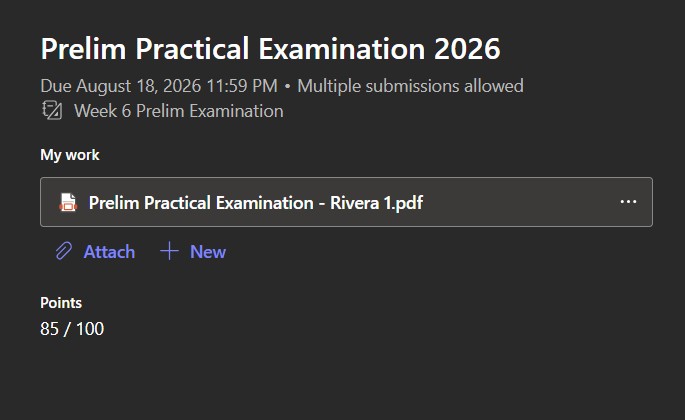 Prelim Practical Examination 2026
Due August 18, 2026 11:59 PM • Multiple submissions allowed
Week 6 Prelim Examination
My work
Prelim Practical Examination - Rivera 1.pdf
Attach
New
Points
85 / 100